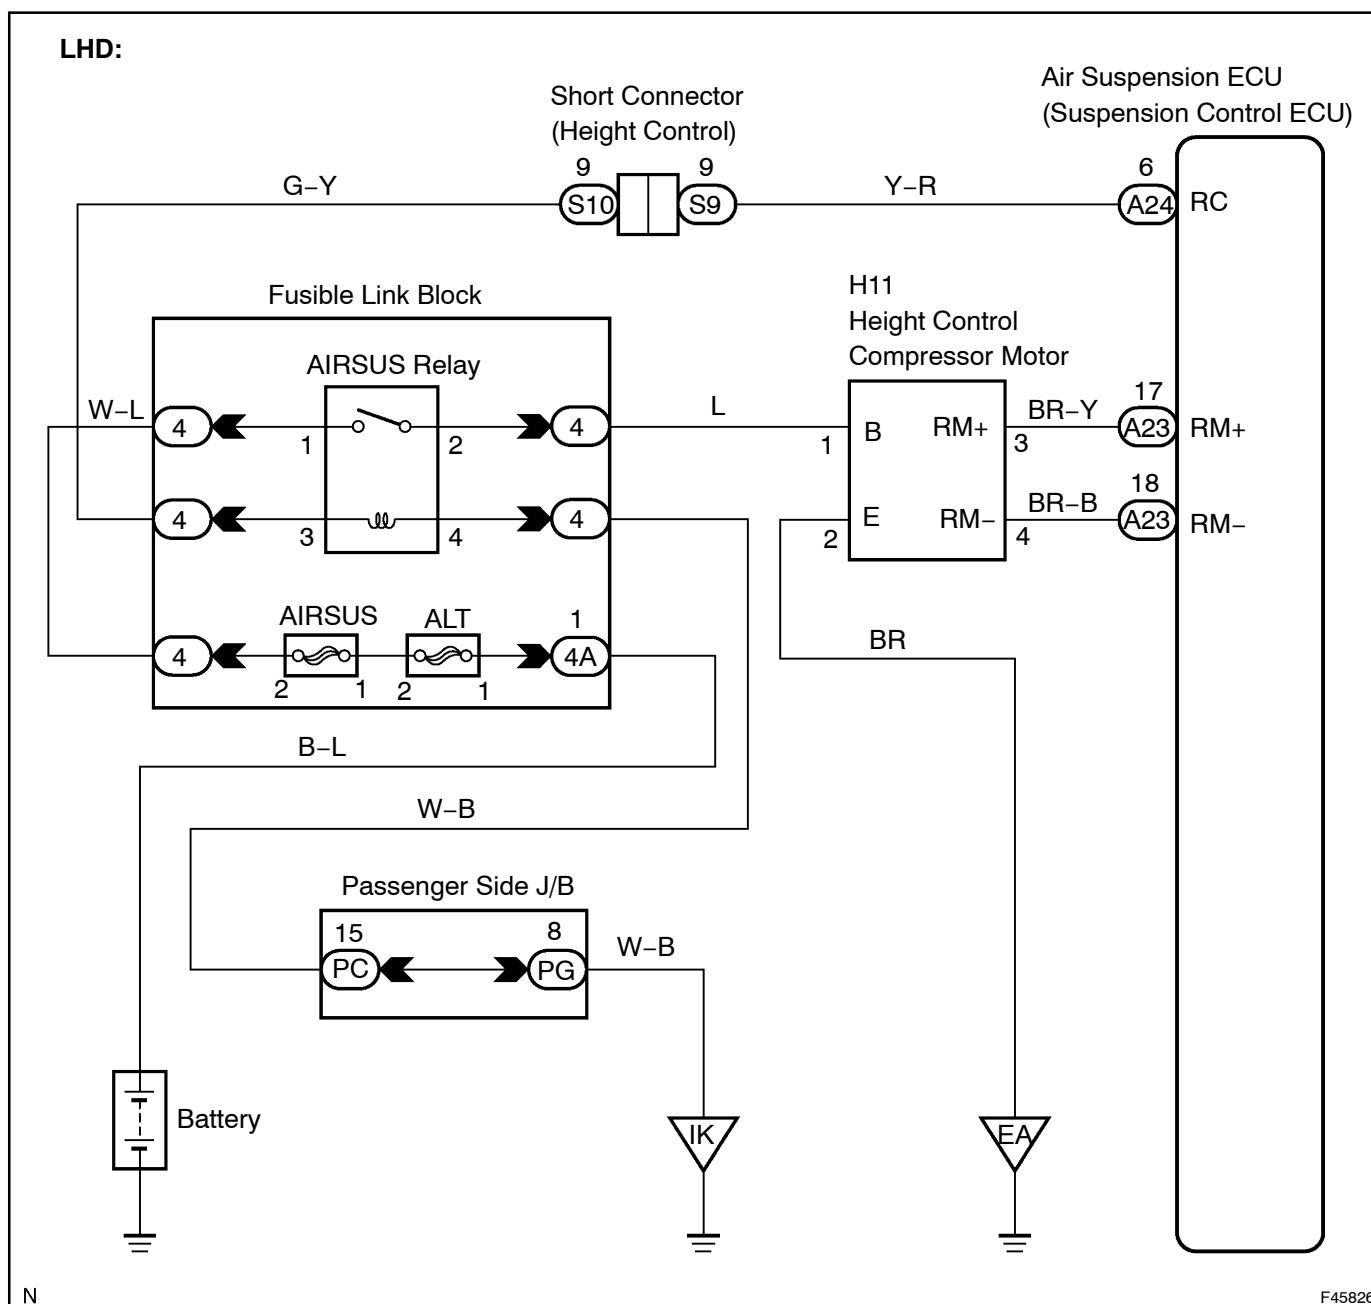 LHD:
Air Suspension ECU
(Suspension Control ECU)
Short Connector
(Height Control)
9
9
6
G−Y
S10
S9
Y−R
A24
RC
Fusible Link Block
H11
Height Control
Compressor Motor
AIRSUS Relay
W−L
4
1
2
4
L
1
B
RM+
3
BR−Y
17
A23
RM+
4
3
4
4
2
E
RM−
4
BR−B
18
A23
RM−
AIRSUS
ALT
1
4
2
1
2
1
4A
BR
B−L
W−B
Passenger Side J/B
15
8
PC
PG
W−B
Battery
IK
EA
N
F45826